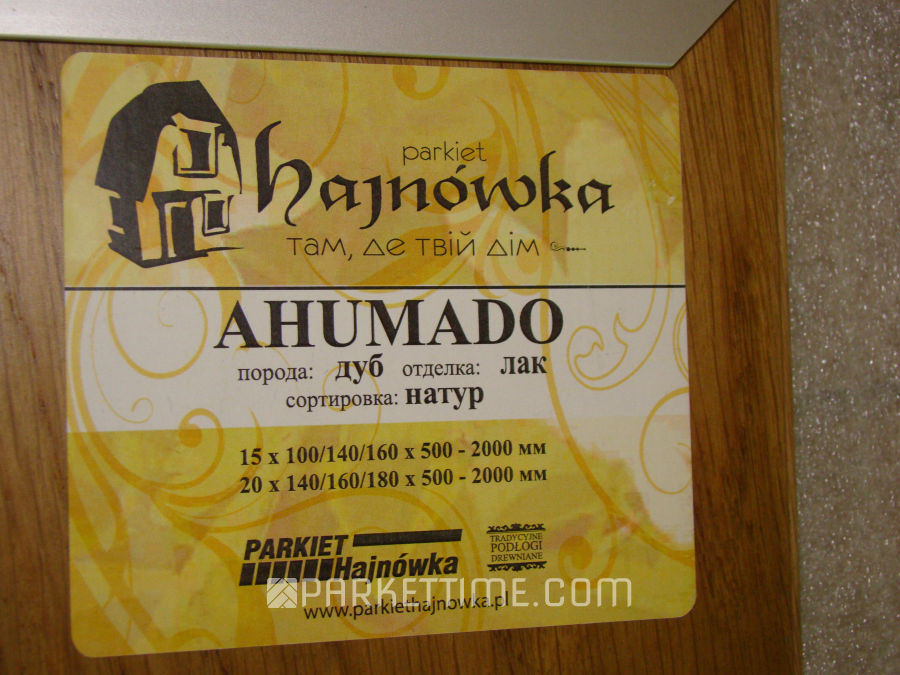 parkiet
hajnówka
там, де твій дім
AHUMADO
порода: дуб отделка: лак
сортировка: натур
15 x 100/140/160 x 500 - 2000 мм
20 x 140/160/180 x 500 - 2000 мм
PARKIET
Hajnówka
TRADYCYJNE
PODŁOGI
DREWNIANE
PARKETTIME.COM
www.parkiethajnowka.pl